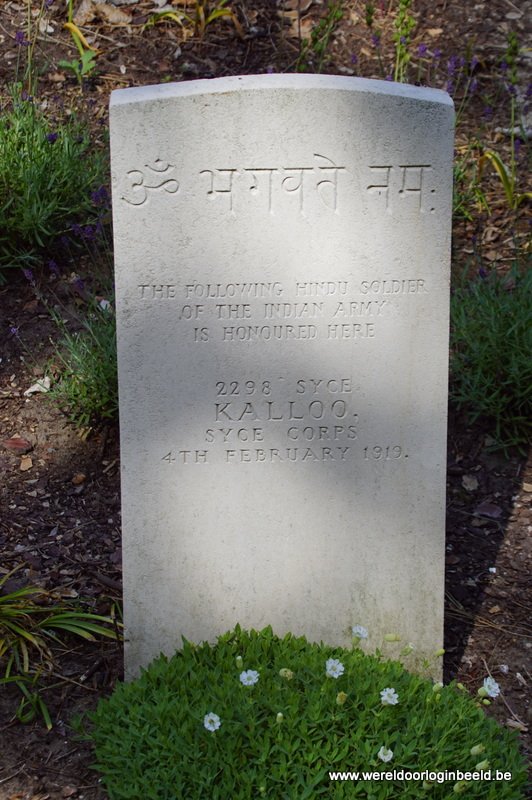 ॐ भगवते नमः
THE FOLLOWING HINDU SOLDIER
OF THE INDIAN ARMY
IS HONOURED HERE
2298 SYCE
KALLOO,
SYCE CORPS
4TH FEBRUARY 1919.
www.wereldoorloginbeeld.be